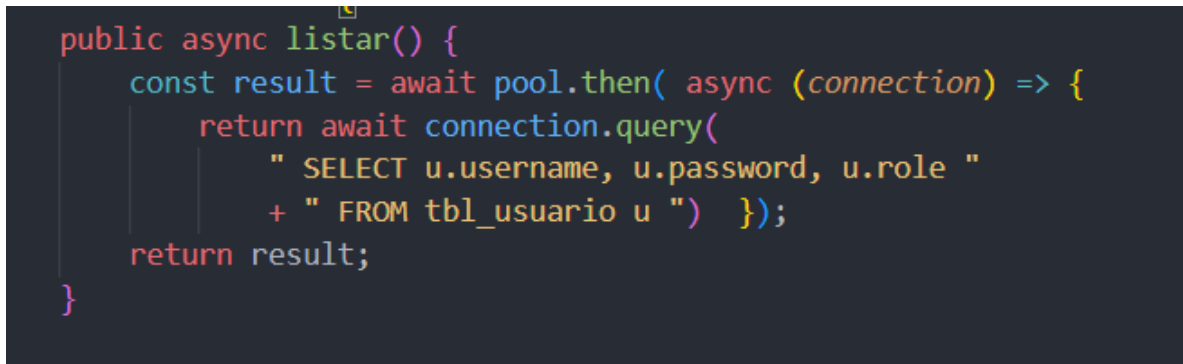 public async listar() {
const result = await pool.then( async (connection) => {
return await connection.query(
" SELECT u.username, u.password, u.role "
+ " FROM tbl_usuario u ")  });
return result;
}